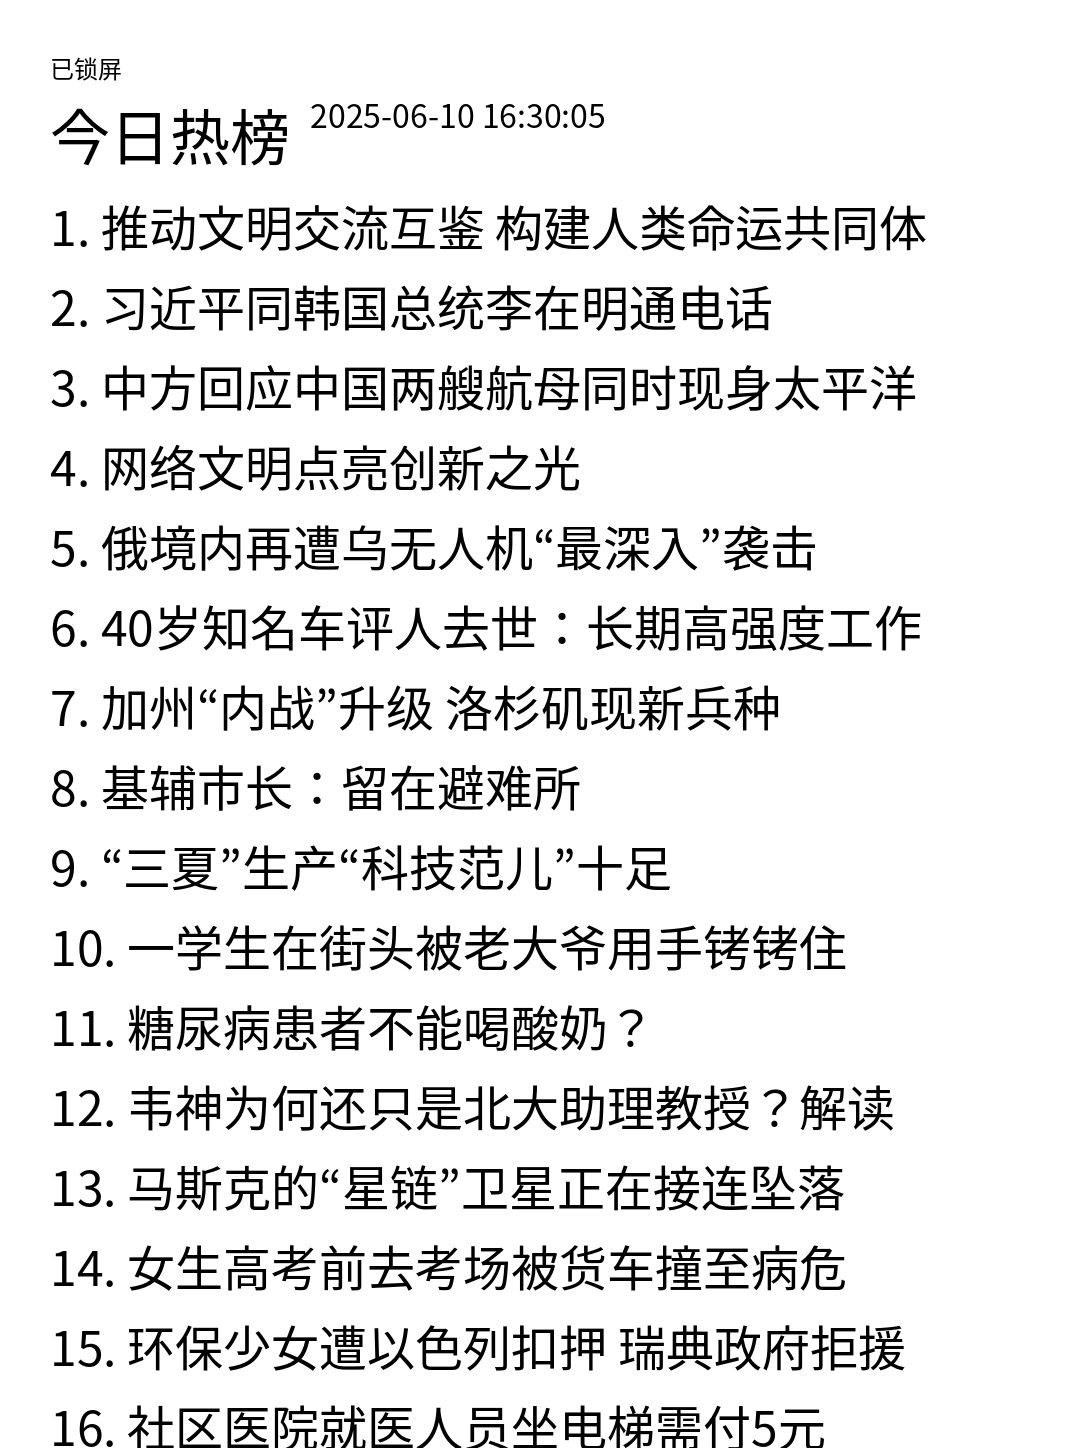 已锁屏
今日热榜 2025-06-10 16:30:05
1. 推动文明交流互鉴 构建人类命运共同体
2. 习近平同韩国总统李在明通电话
3. 中方回应中国两艘航母同时现身太平洋
4. 网络文明点亮创新之光
5. 俄境内再遭乌无人机“最深入”袭击
6. 40岁知名车评人去世：长期高强度工作
7. 加州“内战”升级 洛杉矶现新兵种
8. 基辅市长：留在避难所
9. “三夏”生产“科技范儿”十足
10. 一学生在街头被老大爷用手铐铐住
11. 糖尿病患者不能喝酸奶？
12. 韦神为何还只是北大助理教授？解读
13. 马斯克的“星链”卫星正在接连坠落
14. 女生高考前去考场被货车撞至病危
15. 环保少女遭以色列扣押 瑞典政府拒援
16. 社区医院就医人员坐电梯需付5元